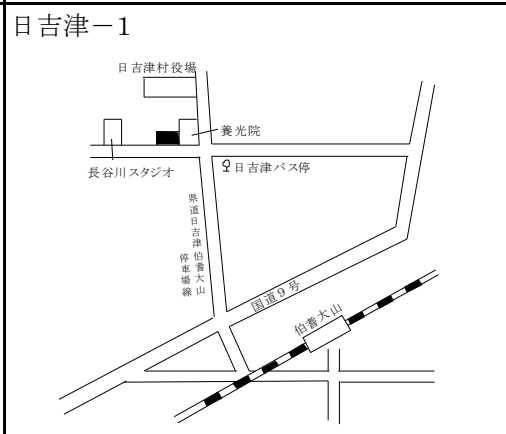 日吉津－1
日吉津村役場
養光院
長谷川スタジオ
日吉津バス停
県道日吉津伯耆大山
停車場線
国道9号
伯耆大山